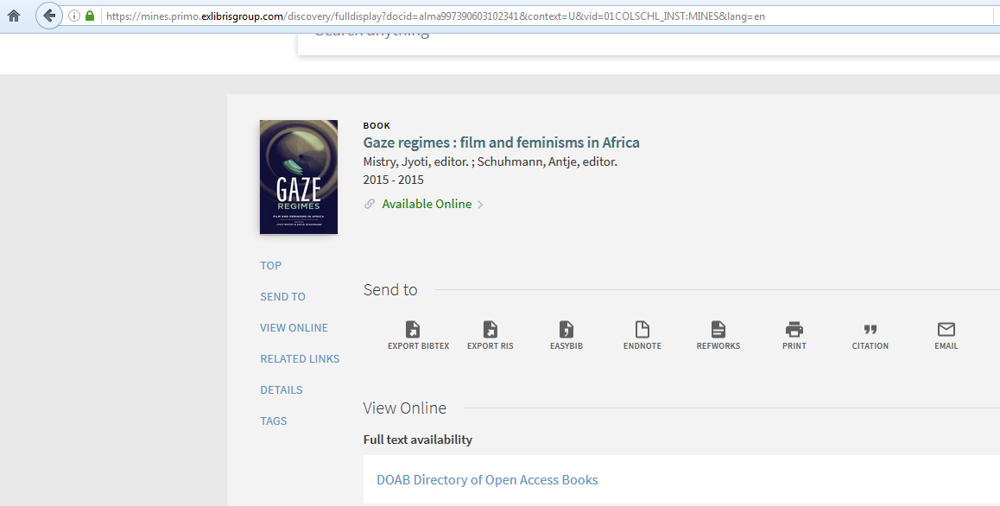 https://mines.primo.exlibrisgroup.com/discovery/fulldisplay?docid=alma997390603102341&context=U&vid=01COLSCHL_INST:MINES&lang=en
Search anything
GAZE
REGIMES
FILM AND FEMINISMS IN AFRICA
BOOK
Gaze regimes : film and feminisms in Africa
Mistry, Jyoti, editor. ; Schuhmann, Antje, editor.
2015 - 2015
Available Online
TOP
SEND TO
VIEW ONLINE
RELATED LINKS
DETAILS
TAGS
Send to
EXPORT BIBTEX EXPORT RIS EASYBIB ENDNOTE REFWORKS PRINT CITATION EMAIL
View Online
Full text availability
DOAB Directory of Open Access Books